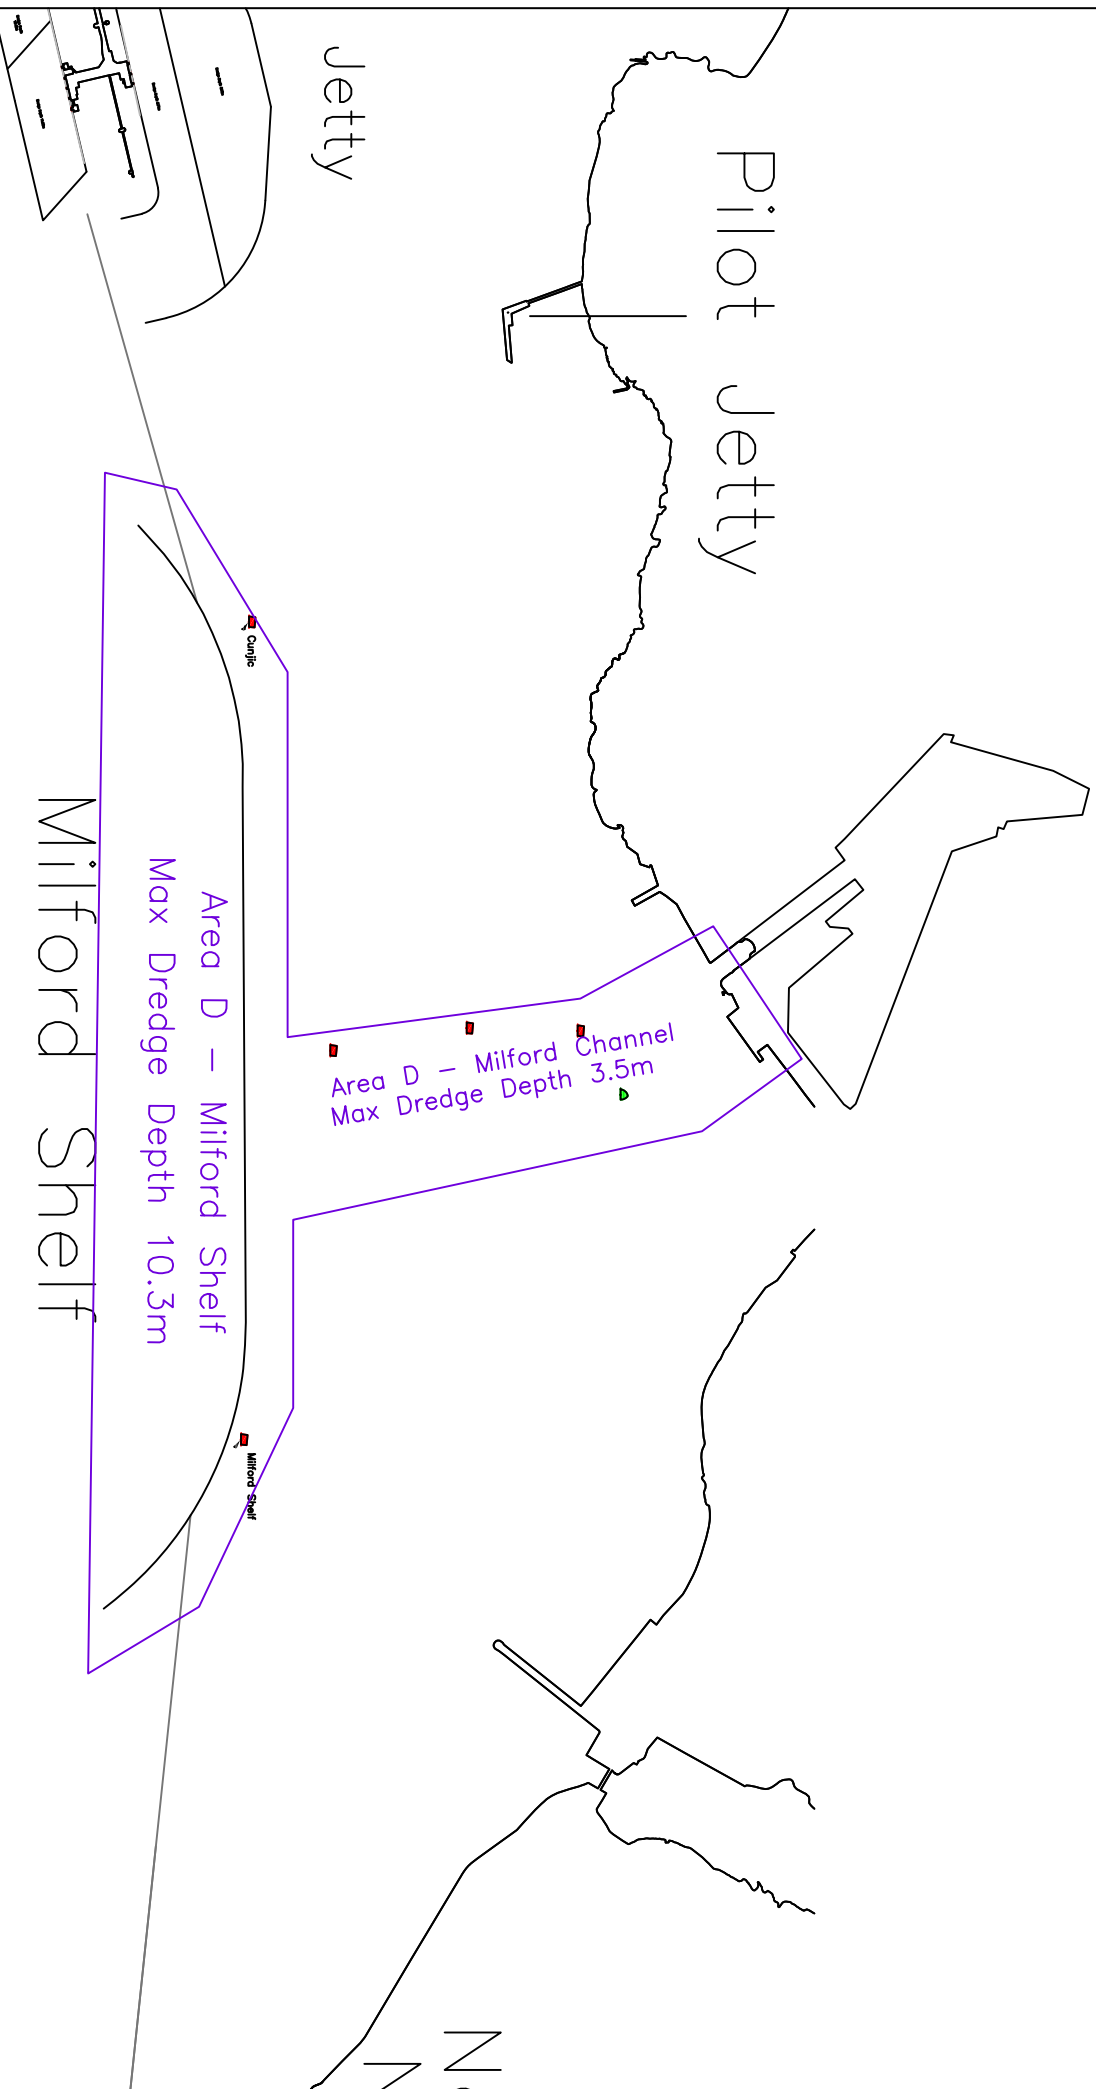 Jetty
Pilot Jetty
Cunjic
Area D – Milford Channel
Max Dredge Depth 3.5m
Area D – Milford Shelf
Max Dredge Depth 10.3m
Milford Shelf
Milford Shelf